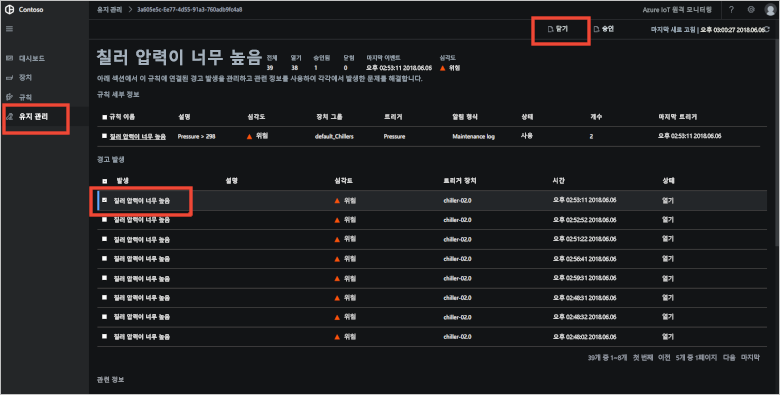 Contoso
유지 관리 > 3a605e5c-6e77-4d55-91a3-760adb9fc4a8
Azure IoT 원격 모니터링
닫기 승인 마지막 새로 고침 | 오후 03:00:27 2018.06.06
대시보드
장치
규칙
유지 관리
칠러 압력이 너무 높음
전체 열기 승인됨 닫힘 마지막 이벤트 심각도
39 38 1 0 오후 02:53:11 2018.06.06 위험
아래 섹션에서 이 규칙에 연결된 경고 발생을 관리하고 관련 정보를 사용하여 각각에서 발생한 문제를 해결합니다.
규칙 세부 정보
규칙 이름 설명 심각도 장치 그룹 트리거 알림 형식 상태 개수 마지막 트리거
칠러 압력이 너무 높음 Pressure > 298 위험 default_Chillers Pressure Maintenance log 사용 2 오후 02:53:11 2018.06.06
경고 발생
발생 설명 심각도 트리거 장치 시간 상태
칠러 압력이 너무 높음 위험 chiller-02.0 오후 02:53:11 2018.06.06 열기
칠러 압력이 너무 높음 위험 chiller-02.0 오후 02:52:52 2018.06.06 열기
칠러 압력이 너무 높음 위험 chiller-02.0 오후 02:51:22 2018.06.06 열기
칠러 압력이 너무 높음 위험 chiller-02.0 오후 02:56:41 2018.06.06 열기
칠러 압력이 너무 높음 위험 chiller-02.0 오후 02:59:31 2018.06.06 열기
칠러 압력이 너무 높음 위험 chiller-02.0 오후 02:48:31 2018.06.06 열기
칠러 압력이 너무 높음 위험 chiller-02.0 오후 02:48:32 2018.06.06 열기
칠러 압력이 너무 높음 위험 chiller-02.0 오후 02:48:02 2018.06.06 열기
39개 중 1~8개 첫 번째 이전 5개 중 1페이지 다음 마지막
관련 정보